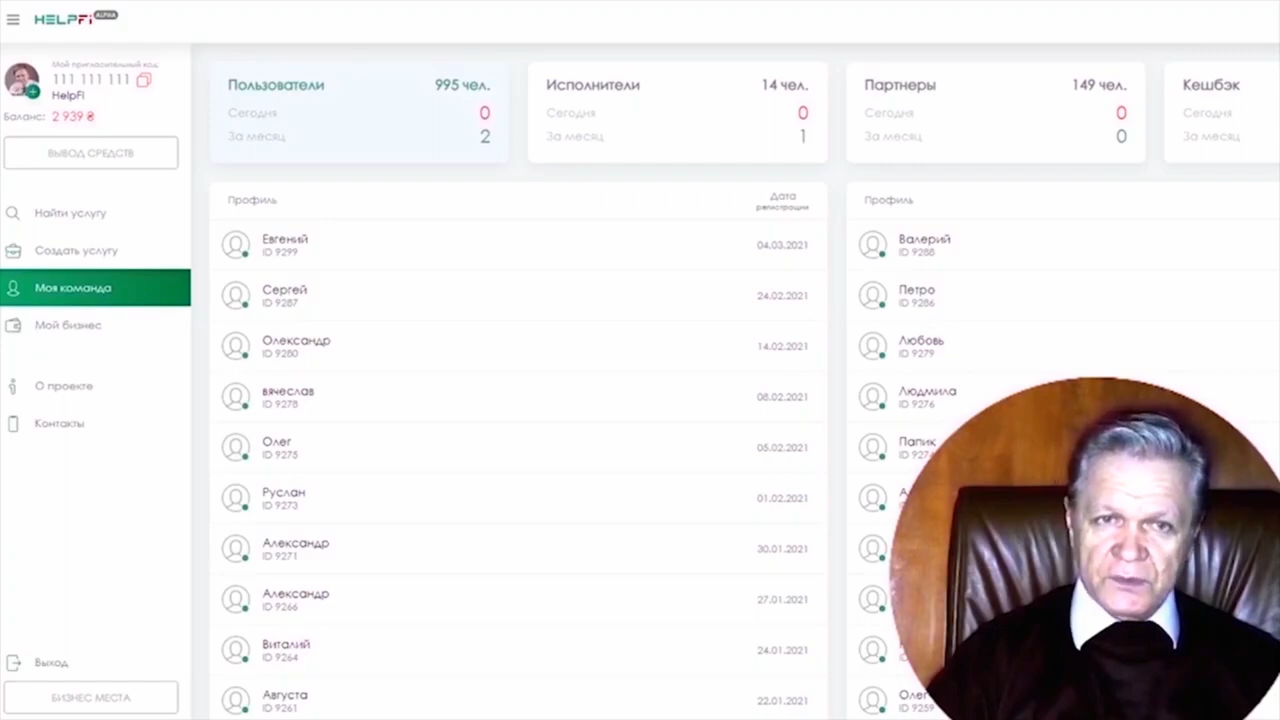 HELPFi ALPHA
Мой пригласительный код:
111 111 111
HelpFi
Баланс: 2 939 ₴
ВЫВОД СРЕДСТВ
Найти услугу
Создать услугу
Моя команда
Мой бизнес
О проекте
Контакты
Выход
БИЗНЕС МЕСТА
Пользователи 995 чел.
Сегодня 0
За месяц 2
Исполнители 14 чел.
Сегодня 0
За месяц 1
Партнеры 149 чел.
Сегодня 0
За месяц 0
Кешбэк
Сегодня
За месяц
Профиль Дата регистрации
Евгений 04.03.2021
ID 9299
Сергей 24.02.2021
ID 9287
Олександр 14.02.2021
ID 9280
вячеслав 08.02.2021
ID 9278
Олег 05.02.2021
ID 9275
Руслан 01.02.2021
ID 9273
Александр 30.01.2021
ID 9271
Александр 27.01.2021
ID 9266
Виталий 24.01.2021
ID 9264
Августа 22.01.2021
ID 9261
Профиль
Валерий
ID 9288
Петро
ID 9286
Любовь
ID 9279
Людмила
ID 9276
Папик
Олег
ID 9259